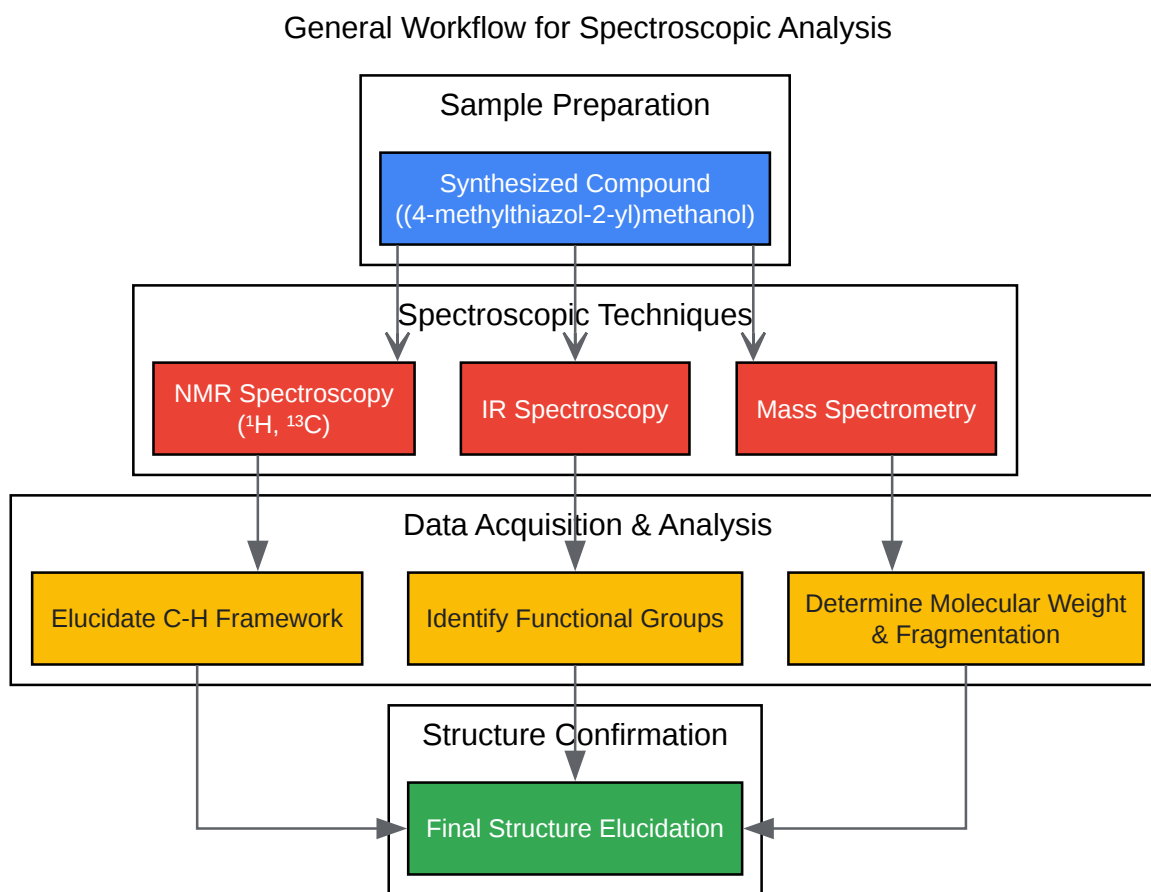 General Workflow for Spectroscopic Analysis
Sample Preparation
Synthesized Compound
((4-methylthiazol-2-yl)methanol)
Spectroscopic Techniques
NMR Spectroscopy
(¹H, ¹³C)
IR Spectroscopy
Mass Spectrometry
Data Acquisition & Analysis
Elucidate C-H Framework
Identify Functional Groups
Determine Molecular Weight
& Fragmentation
Structure Confirmation
Final Structure Elucidation